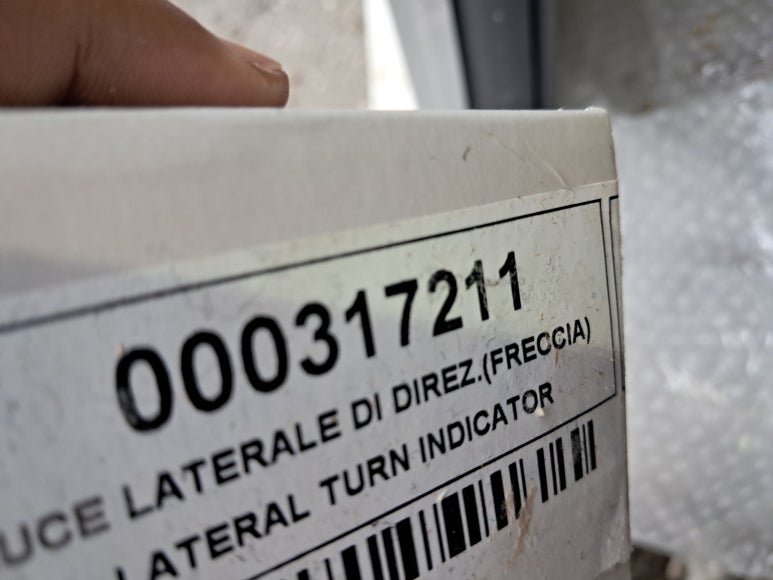 000317211
UCE LATERALE DI DIREZ.(FRECCIA)
LATERAL TURN INDICATOR